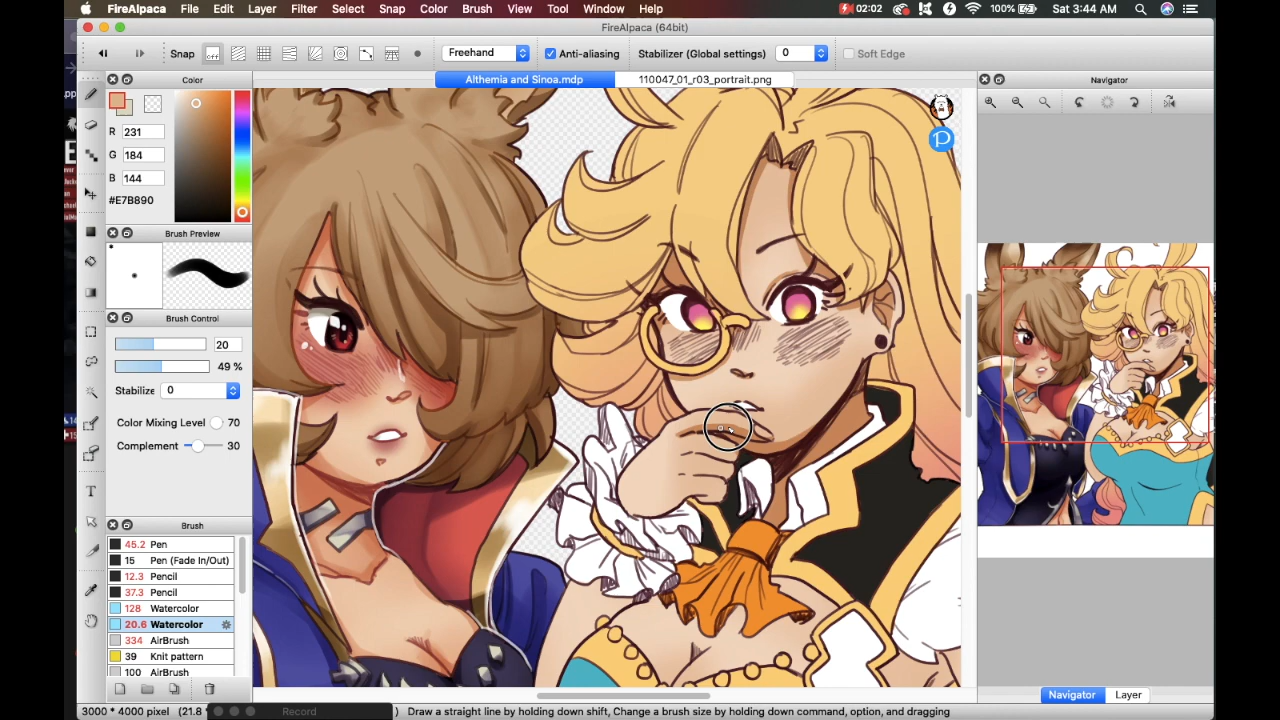 FireAlpaca File Edit Layer Filter Select Snap Color Brush View Tool Window Help 02:02 100% Sat 3:44 AM
FireAlpaca (64bit)
Snap off Freehand Anti-aliasing Stabilizer (Global settings) 0 Soft Edge
Color
Althemia and Sinoa.mdp
110047_01_r03_portrait.png
Navigator
R 231
G 184
B 144
#E7B890
Brush Preview
Brush Control
20
49 %
Stabilize 0
Color Mixing Level 70
Complement 30
Brush
45.2 Pen
15 Pen (Fade In/Out)
12.3 Pencil
37.3 Pencil
128 Watercolor
20.6 Watercolor
334 AirBrush
39 Knit pattern
100 AirBrush
T
P
Navigator Layer
3000 * 4000 pixel (21.8 Record ) Draw a straight line by holding down shift, Change a brush size by holding down command, option, and dragging